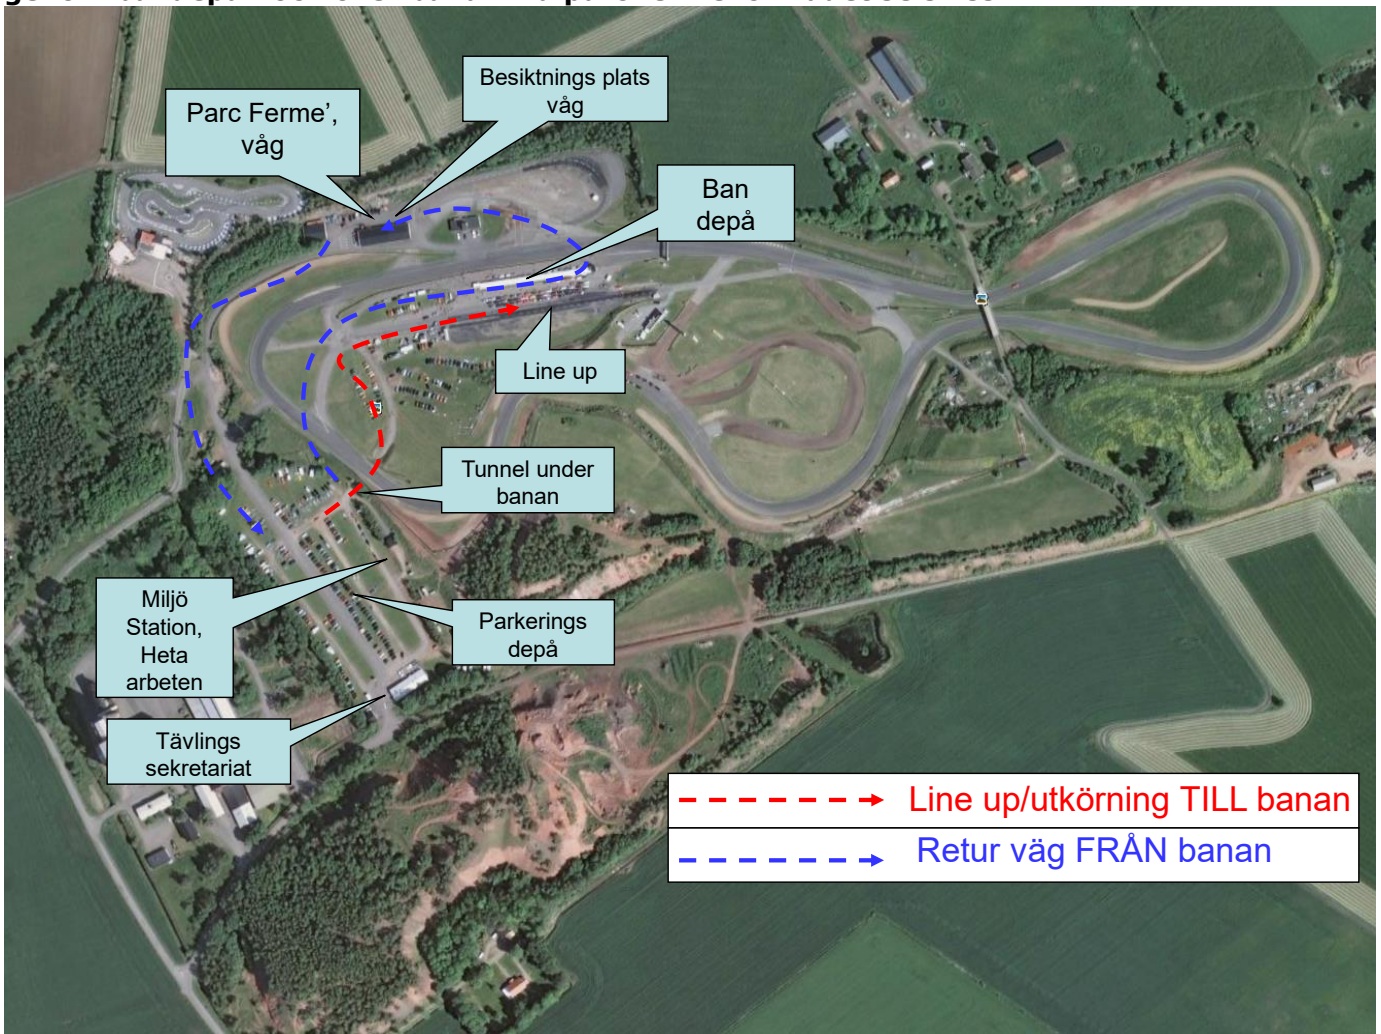 Besiktnings plats
våg
Parc Ferme’,
våg
Ban
depå
Line up
Tunnel under
banan
Miljö
Station,
Heta
arbeten
Parkerings
depå
Tävlings
sekretariat
Line up/utkörning TILL banan
Retur väg FRÅN banan